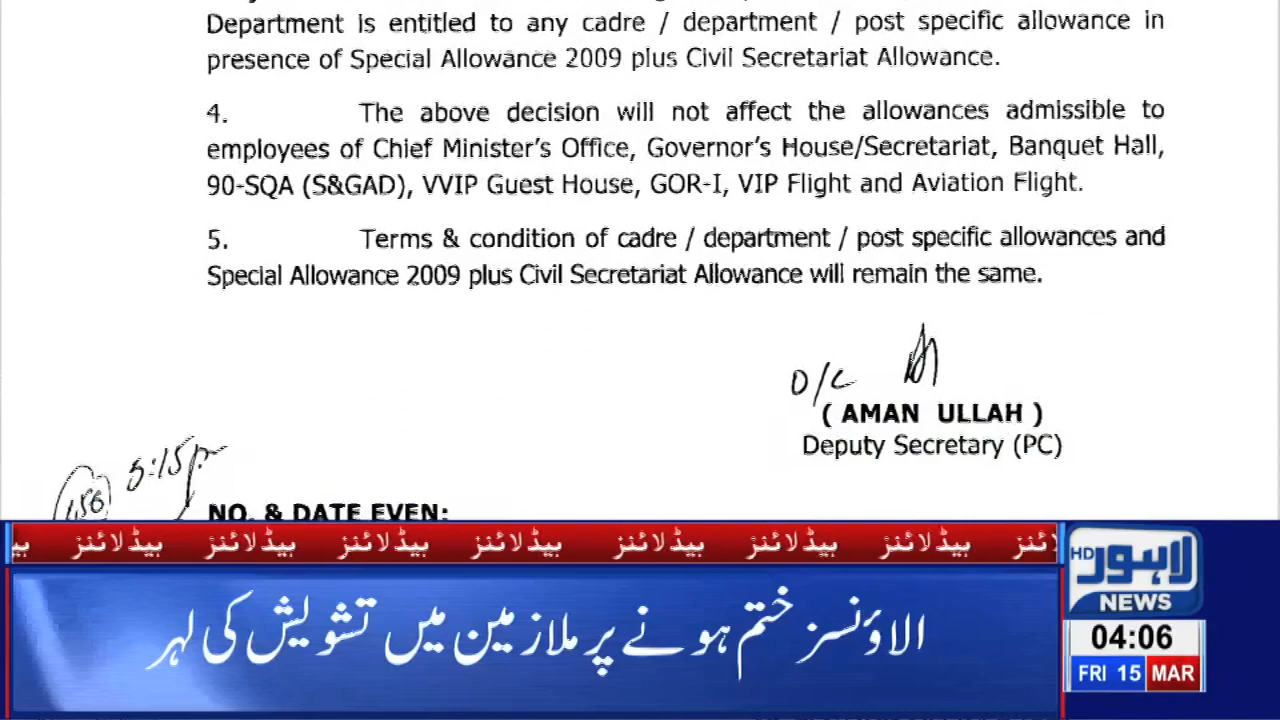 Department is entitled to any cadre / department / post specific allowance in
presence of Special Allowance 2009 plus Civil Secretariat Allowance.
4. The above decision will not affect the allowances admissible to
employees of Chief Minister's Office, Governor's House/Secretariat, Banquet Hall,
90-SQA (S&GAD), VVIP Guest House, GOR-I, VIP Flight and Aviation Flight.
5. Terms & condition of cadre / department / post specific allowances and
Special Allowance 2009 plus Civil Secretariat Allowance will remain the same.
O/C
( AMAN ULLAH )
Deputy Secretary (PC)
5:15 pm
NO. & DATE EVEN:
ہیڈلائنز ہیڈلائنز ہیڈلائنز ہیڈلائنز ہیڈلائنز ہیڈلائنز ہیڈلائنز
الاؤنسز ختم ہونے پر ملازمین میں تشویش کی لہر
لاہور HD
NEWS
04:06
FRI 15 MAR